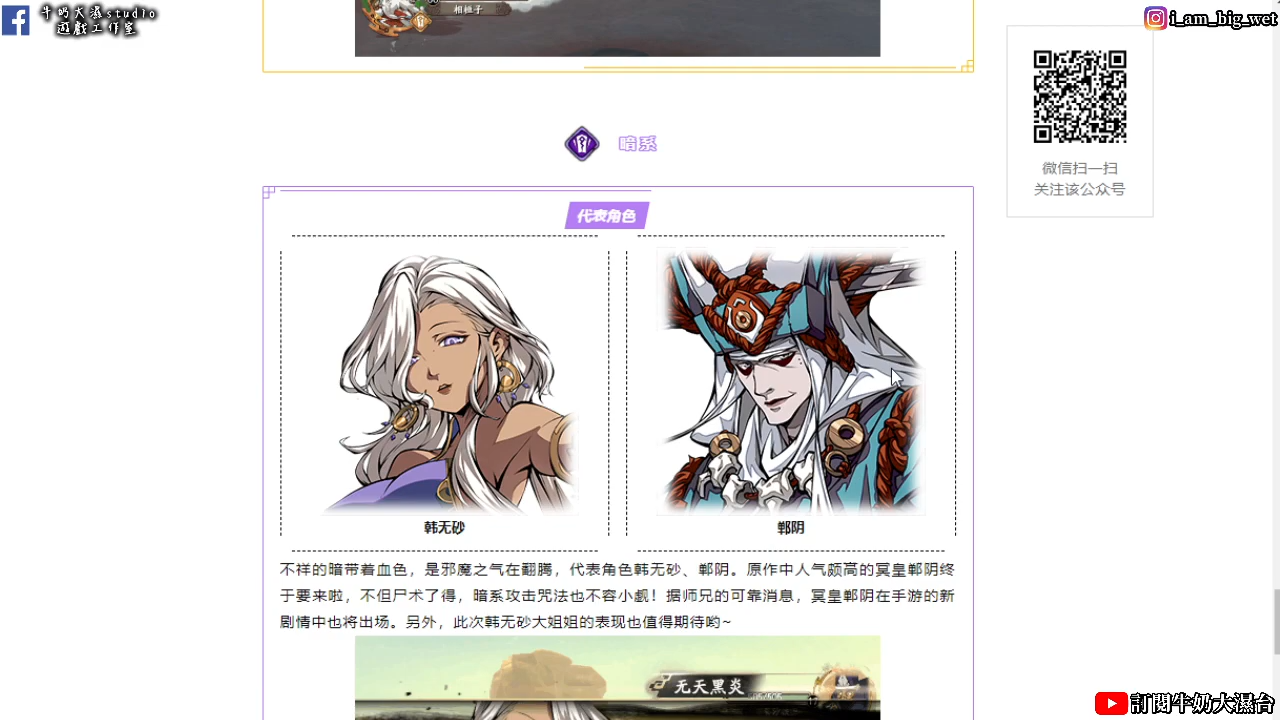 牛奶大濕studio
遊戲工作室
相柾子
i_am_big_wet
微信扫一扫
关注该公众号
暗系
代表角色
韩无砂
郸阴
不祥的暗带着血色，是邪魔之气在翻腾，代表角色韩无砂、郸阴。原作中人气颇高的冥皇郸阴终
于要来啦，不但尸术了得，暗系攻击咒法也不容小觑！据师兄的可靠消息，冥皇郸阴在手游的新
剧情中也将出场。另外，此次韩无砂大姐姐的表现也值得期待哟~
无天黑炎
訂閱牛奶大濕台